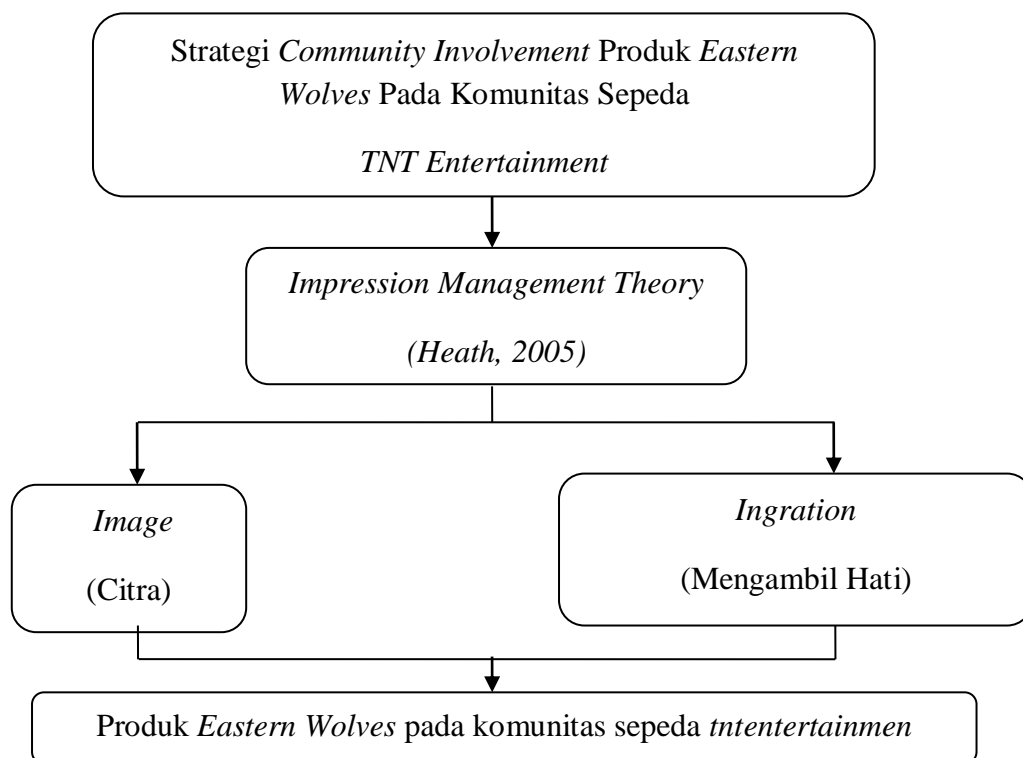 Strategi Community Involvement Produk Eastern
Wolves Pada Komunitas Sepeda
TNT Entertainment
Impression Management Theory
(Heath, 2005)
Image
(Citra)
Ingration
(Mengambil Hati)
Produk Eastern Wolves pada komunitas sepeda tntentertainmen